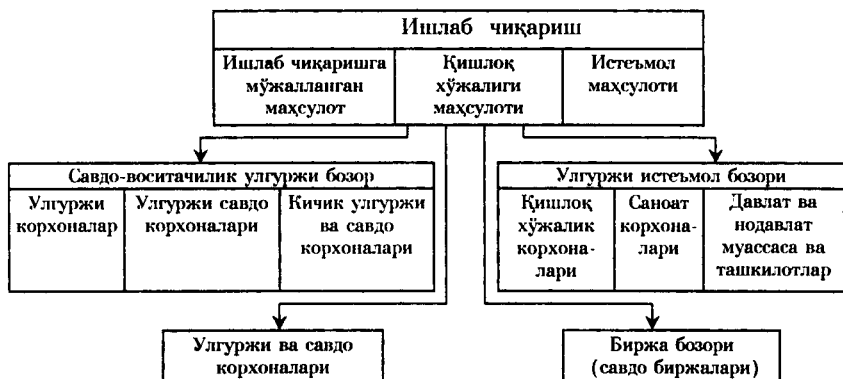 Ишлаб чиқариш
Ишлаб чиқаришга
мўжалланган
маҳсулот
Қишлоқ
хўжалиги
маҳсулоти
Истеъмол
маҳсулоти
Савдо-воситачилик улгуржи бозор
Улгуржи
корхоналар
Улгуржи савдо
корхоналари
Кичик улгуржи
ва савдо
корхоналари
Улгуржи истеъмол бозори
Қишлоқ
хўжалик
корхона-
лари
Саноат
корхона-
лари
Давлат ва
нодавлат
муассаса ва
ташкилотлар
Улгуржи ва савдо
корхоналари
Биржа бозори
(савдо биржалари)